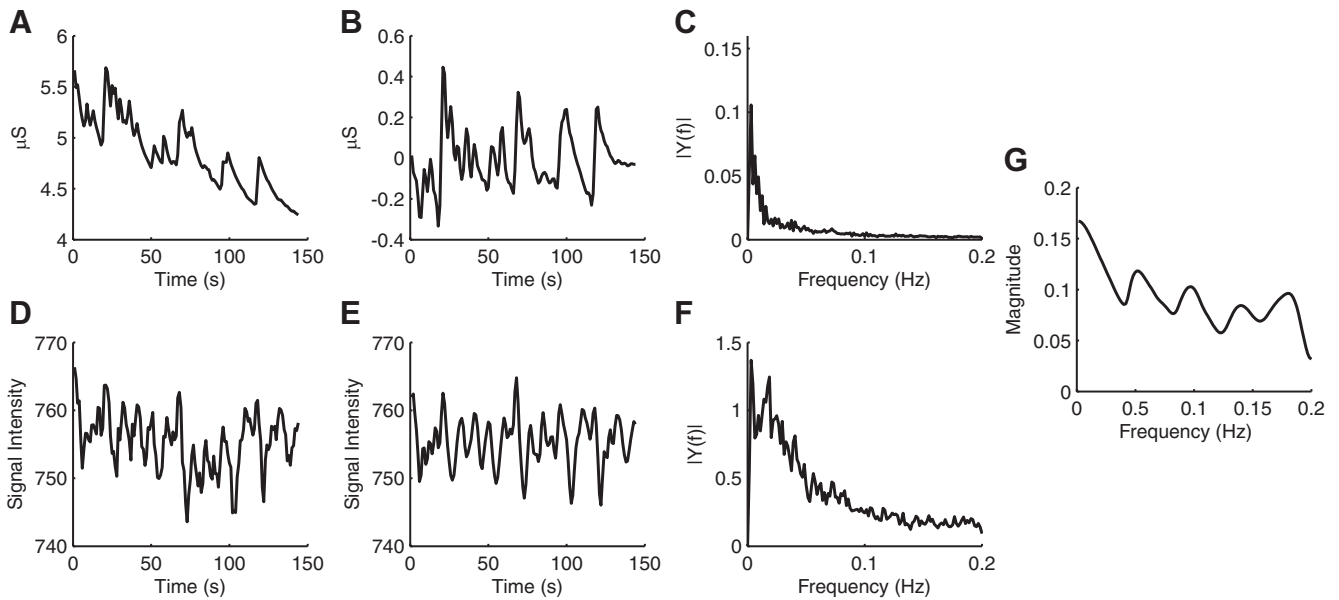 A
6
5.5
5
4.5
4
μS
0
50
100
150
Time (s)
B
0.6
0.4
0.2
0
-0.2
-0.4
μS
0
50
100
150
Time (s)
C
0.15
0.1
0.05
0
|Y(f)|
0
0.1
0.2
Frequency (Hz)
D
770
760
750
740
Signal Intensity
0
50
100
150
Time (s)
E
770
760
750
740
Signal Intensity
0
50
100
150
Time (s)
F
1.5
1
0.5
0
|Y(f)|
0
0.1
0.2
Frequency (Hz)
G
0.2
0.15
0.1
0.05
0
Magnitude
0
0.5
0.1
0.15
0.2
Frequency (Hz)